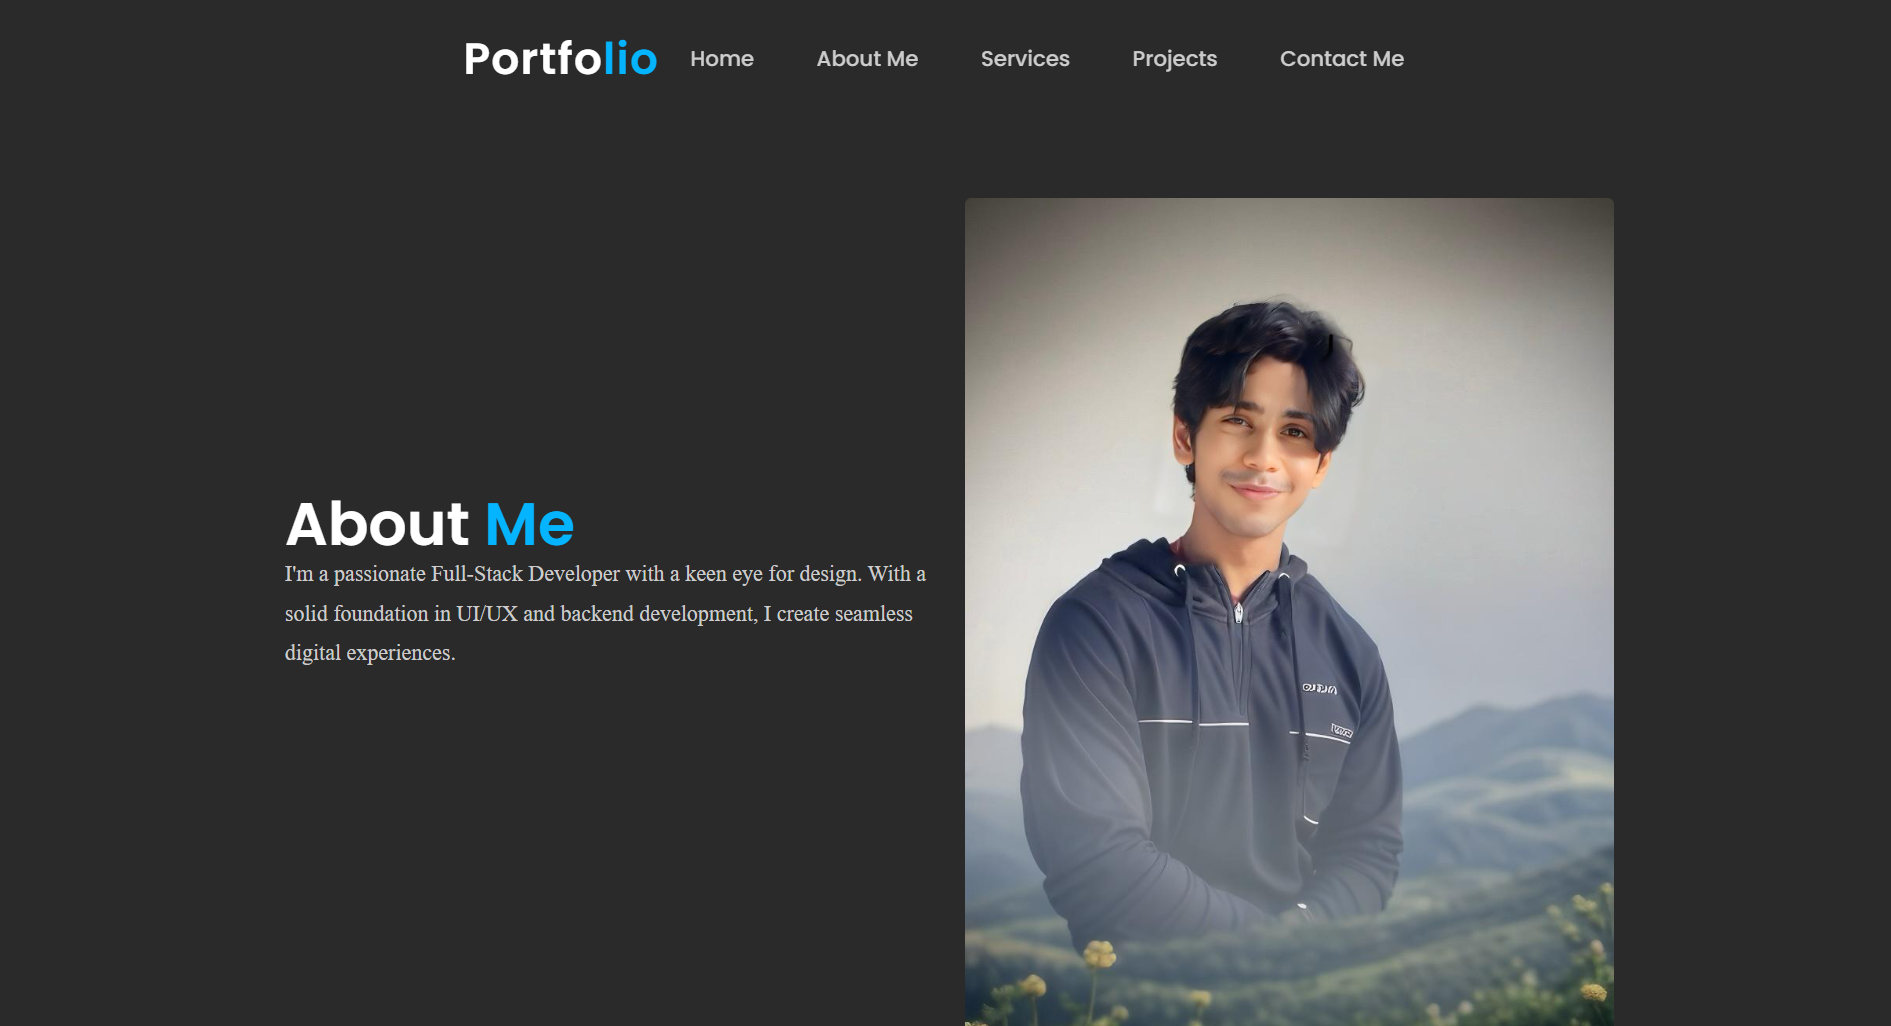 Portfolio Home About Me Services Projects Contact Me
About Me
I'm a passionate Full-Stack Developer with a keen eye for design. With a
solid foundation in UI/UX and backend development, I create seamless
digital experiences.